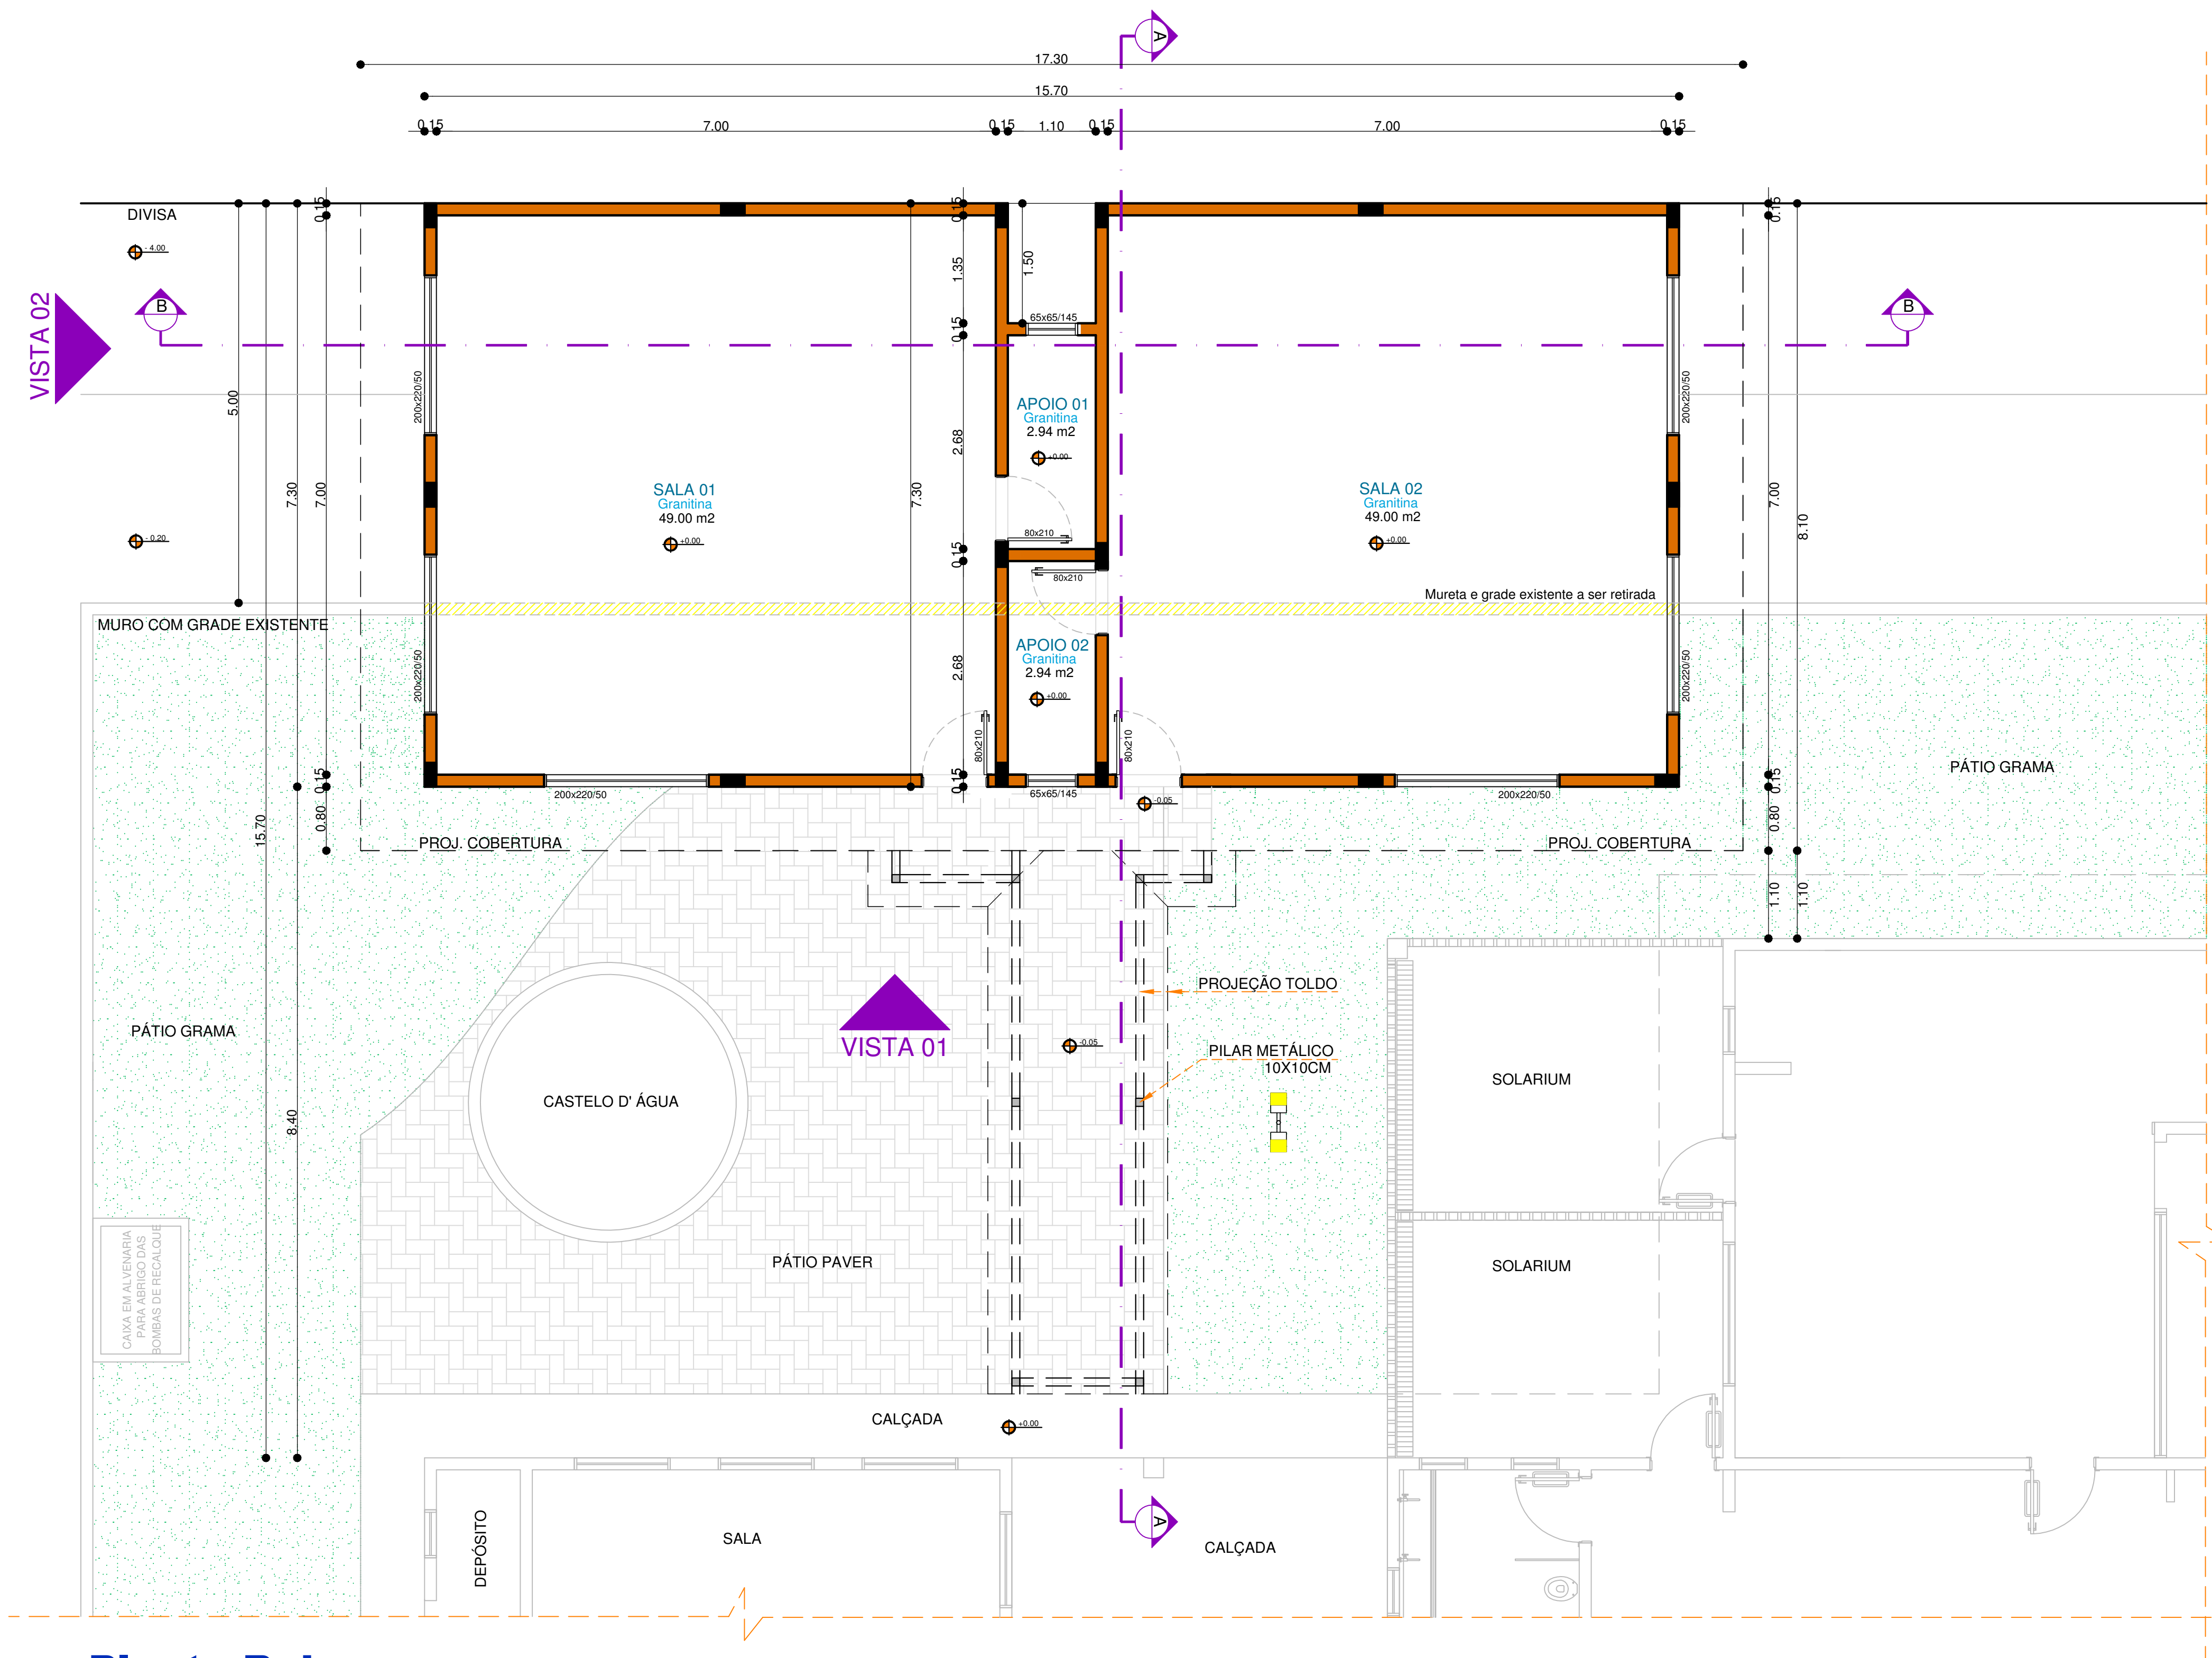 A
17.30
15.70
0.15
7.00
0.15
1.10
0.15
7.00
0.15
DIVISA
- 4.00
0.15
0.15
0.15
1.35
1.50
VISTA 02
B
B
65x65/145
0.15
5.00
200x220/50
200x220/50
APOIO 01
Granitina
2.94 m2
+0.00
2.68
7.30
7.00
7.30
SALA 01
Granitina
49.00 m2
+0.00
SALA 02
Granitina
49.00 m2
+0.00
7.00
8.10
- 0.20
80x210
0.15
80x210
Mureta e grade existente a ser retirada
MURO COM GRADE EXISTENTE
APOIO 02
Granitina
2.94 m2
+0.00
2.68
200x220/50
200x220/50
80x210
80x210
PÁTIO GRAMA
0.15
0.15
0.15
200x220/50
65x65/145
200x220/50
-0.05
0.80
0.80
15.70
PROJ. COBERTURA
PROJ. COBERTURA
1.10
1.10
PROJEÇÃO TOLDO
PÁTIO GRAMA
VISTA 01
-0.05
PILAR METÁLICO
10X10CM
SOLARIUM
CASTELO D' ÁGUA
8.40
CAIXA EM ALVENARIA
PARA ABRIGO DAS
BOMBAS DE RECALQUE
PÁTIO PAVER
SOLARIUM
CALÇADA
+0.00
A
DEPÓSITO
SALA
CALÇADA